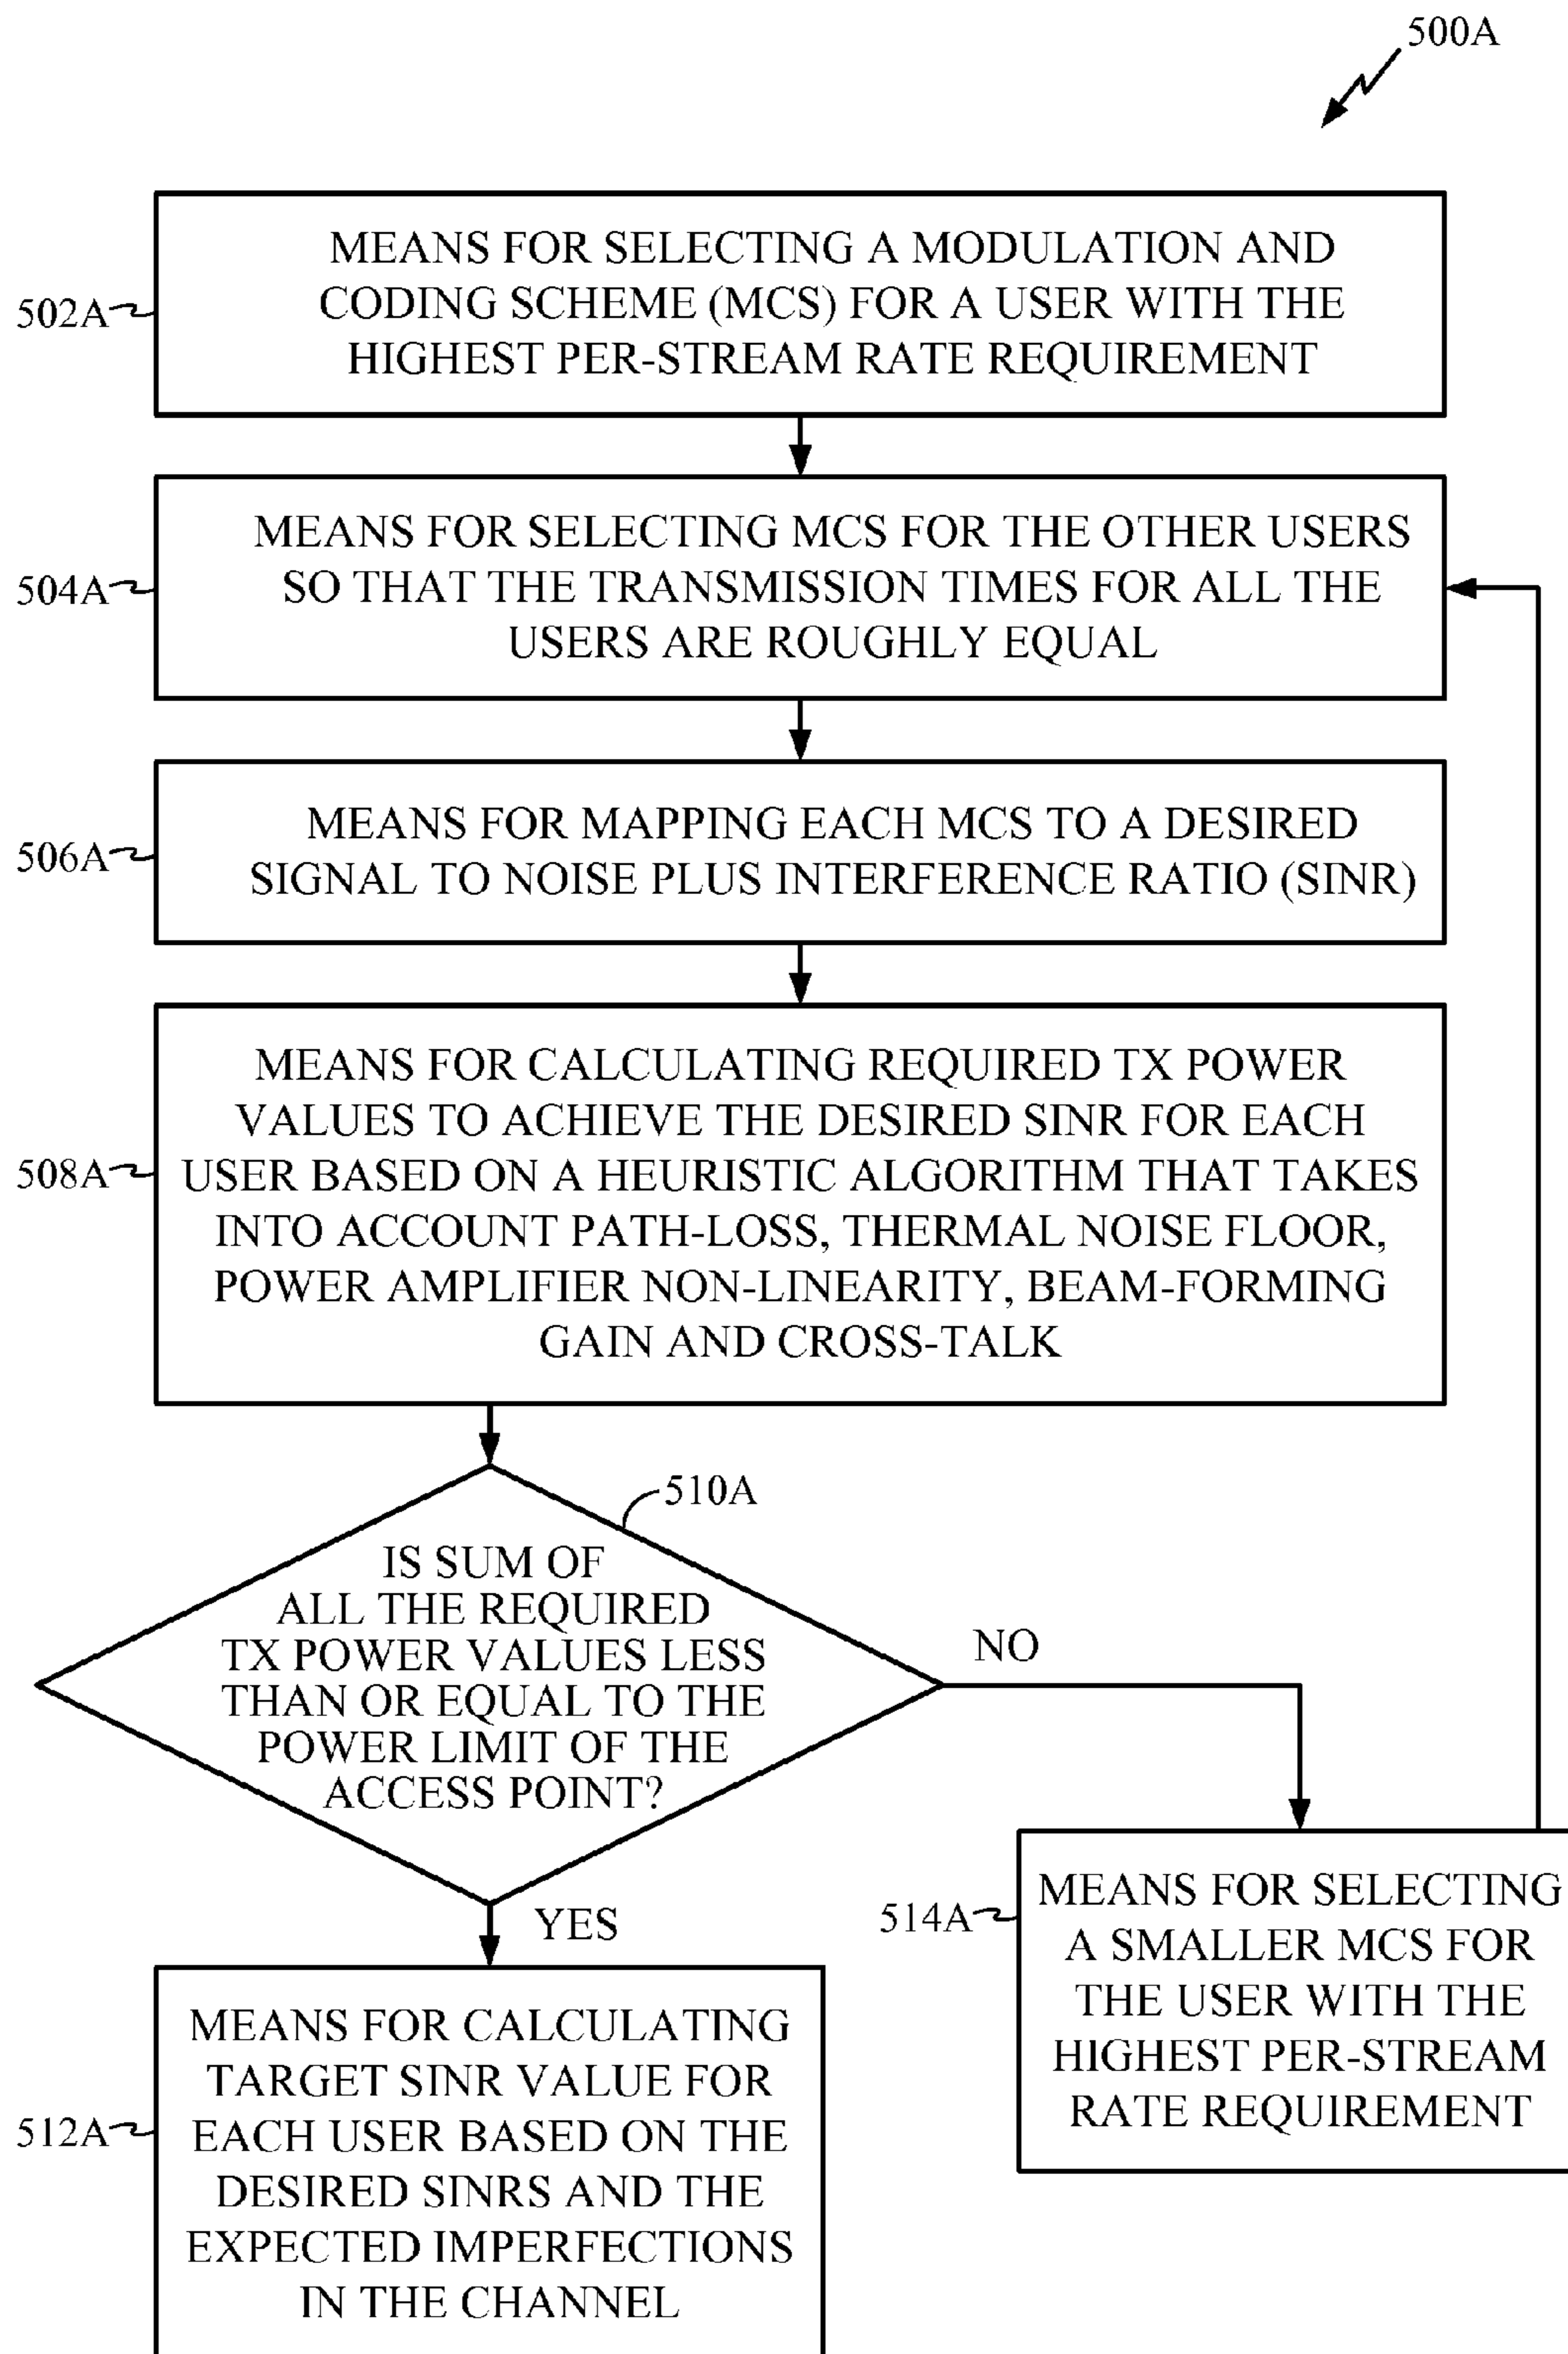 500A
502A
MEANS FOR SELECTING A MODULATION AND
CODING SCHEME (MCS) FOR A USER WITH THE
HIGHEST PER-STREAM RATE REQUIREMENT
504A
MEANS FOR SELECTING MCS FOR THE OTHER USERS
SO THAT THE TRANSMISSION TIMES FOR ALL THE
USERS ARE ROUGHLY EQUAL
506A
MEANS FOR MAPPING EACH MCS TO A DESIRED
SIGNAL TO NOISE PLUS INTERFERENCE RATIO (SINR)
508A
MEANS FOR CALCULATING REQUIRED TX POWER
VALUES TO ACHIEVE THE DESIRED SINR FOR EACH
USER BASED ON A HEURISTIC ALGORITHM THAT TAKES
INTO ACCOUNT PATH-LOSS, THERMAL NOISE FLOOR,
POWER AMPLIFIER NON-LINEARITY, BEAM-FORMING
GAIN AND CROSS-TALK
510A
IS SUM OF
ALL THE REQUIRED
TX POWER VALUES LESS
THAN OR EQUAL TO THE
POWER LIMIT OF THE
ACCESS POINT?
NO
YES
514A
MEANS FOR SELECTING
A SMALLER MCS FOR
THE USER WITH THE
HIGHEST PER-STREAM
RATE REQUIREMENT
512A
MEANS FOR CALCULATING
TARGET SINR VALUE FOR
EACH USER BASED ON THE
DESIRED SINRS AND THE
EXPECTED IMPERFECTIONS
IN THE CHANNEL